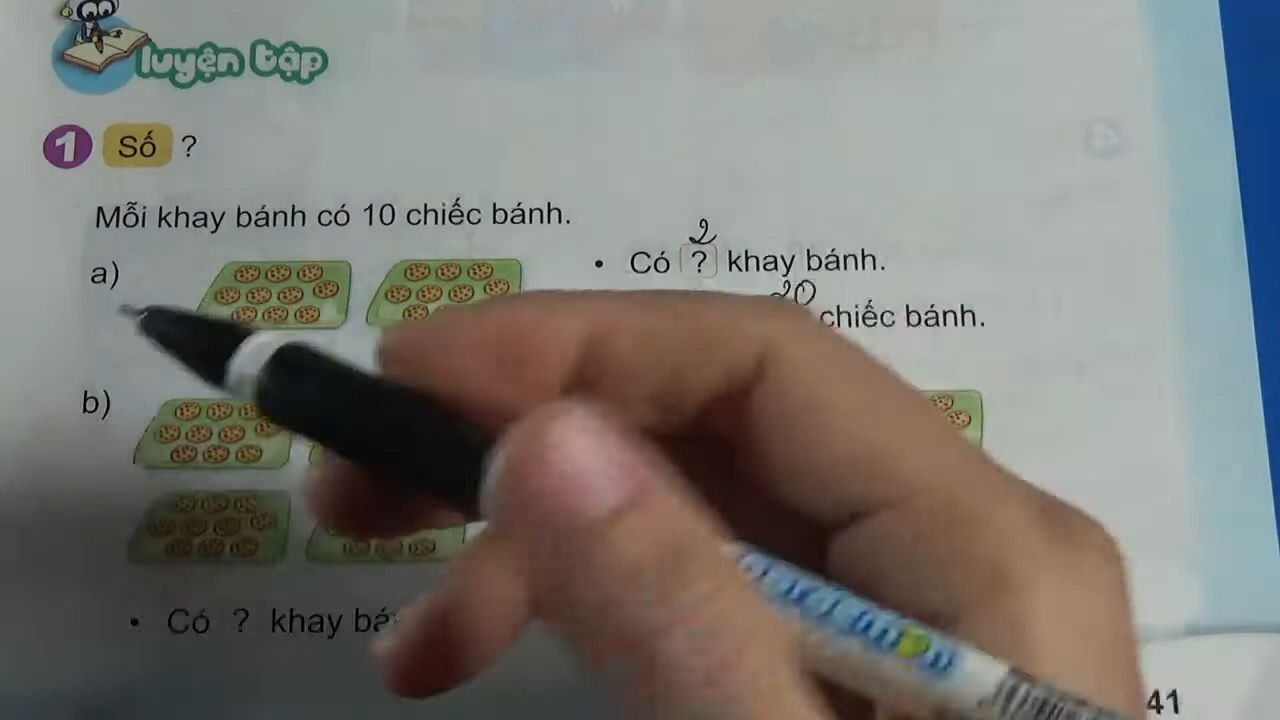 luyện tập
1 Số ?
Mỗi khay bánh có 10 chiếc bánh.
2
a) • Có ? khay bánh.
20
chiếc bánh.
b)
• Có ? khay bá
41